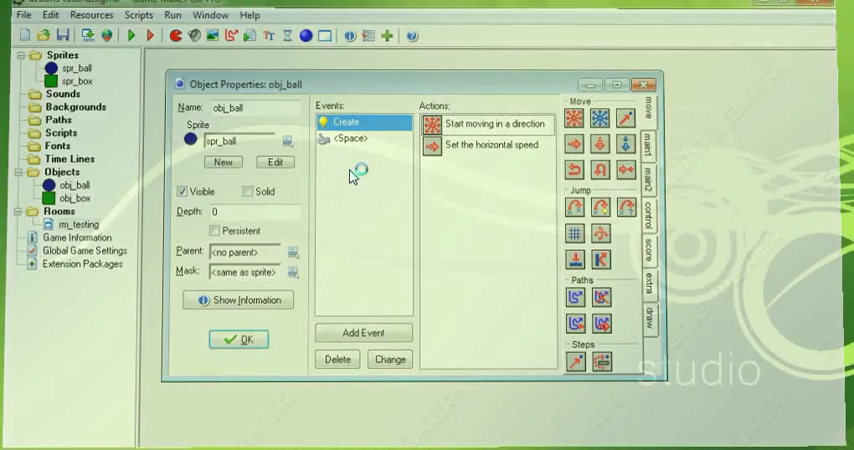 File Edit Resources Scripts Run Window Help
Sprites
spr_ball
spr_box
Sounds
Backgrounds
Paths
Scripts
Fonts
Time Lines
Objects
obj_ball
obj_box
Rooms
rm_testing
Game Information
Global Game Settings
Extension Packages
Object Properties: obj_ball
Name: obj_ball
Sprite
spr_ball
New Edit
Visible Solid
Depth: 0
Persistent
Parent: <no parent>
Mask: <same as sprite>
Show Information
OK
Events:
Create
<Space>
Add Event
Delete Change
Actions:
Start moving in a direction
Set the horizontal speed
Move
Jump
Paths
Steps
move
main1
main2
control
score
extra
draw
studio